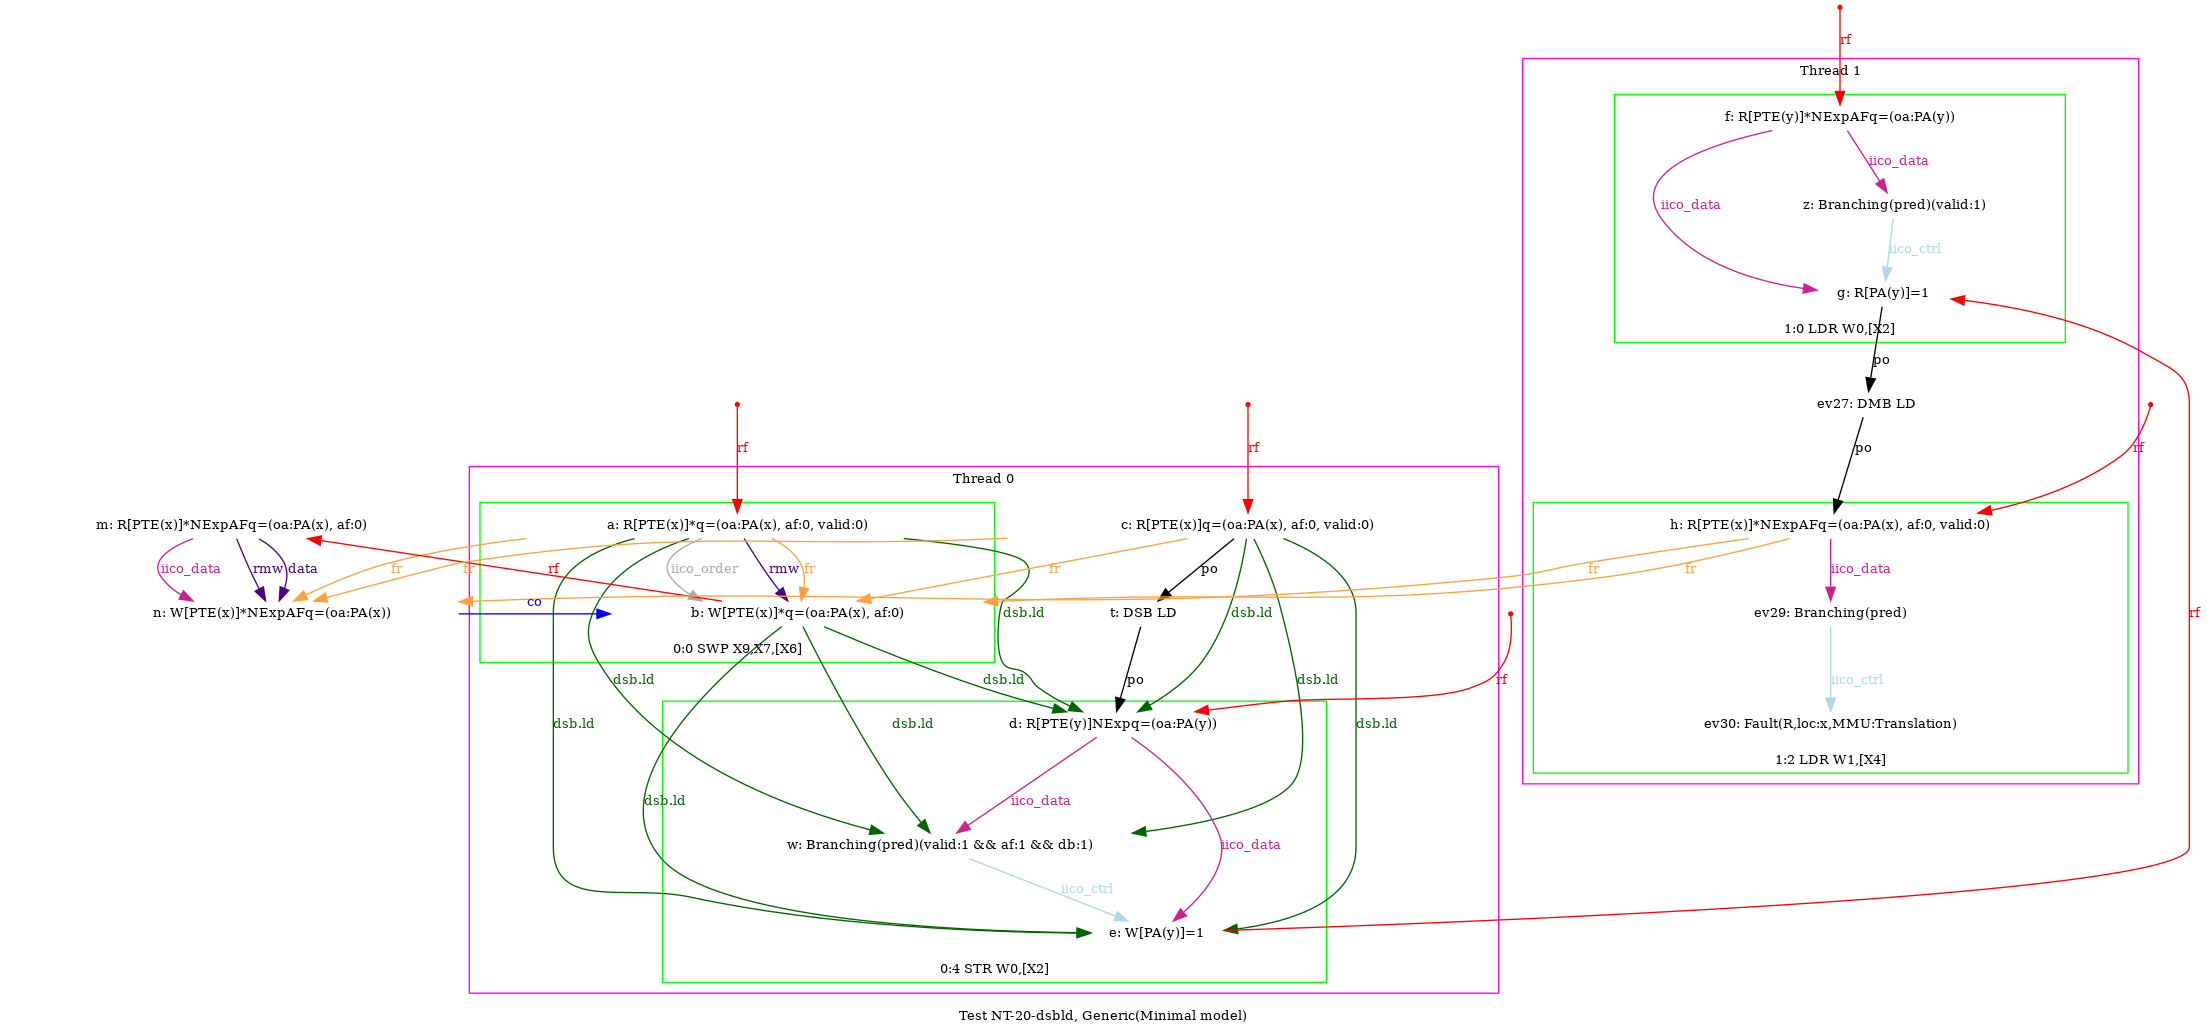 rf
Thread 1
f: R[PTE(y)]*NExpAFq=(oa:PA(y))
iico_data
iico_data
z: Branching(pred)(valid:1)
iico_ctrl
g: R[PA(y)]=1
1:0 LDR W0,[X2]
po
ev27: DMB LD
rf
rf
po
rf
Thread 0
m: R[PTE(x)]*NExpAFq=(oa:PA(x), af:0)
a: R[PTE(x)]*q=(oa:PA(x), af:0, valid:0)
c: R[PTE(x)]q=(oa:PA(x), af:0, valid:0)
h: R[PTE(x)]*NExpAFq=(oa:PA(x), af:0, valid:0)
iico_data
rmw
data
fr
fr
rf
iico_order
rmw
fr
fr
po
fr
fr
iico_data
co
n: W[PTE(x)]*NExpAFq=(oa:PA(x))
b: W[PTE(x)]*q=(oa:PA(x), af:0)
dsb.ld
t: DSB LD
dsb.ld
ev29: Branching(pred)
rf
0:0 SWP X9,X7,[X6]
dsb.ld
dsb.ld
po
dsb.ld
rf
iico_ctrl
dsb.ld
dsb.ld
d: R[PTE(y)]NExpq=(oa:PA(y))
dsb.ld
ev30: Fault(R,loc:x,MMU:Translation)
1:2 LDR W1,[X4]
dsb.ld
iico_data
w: Branching(pred)(valid:1 && af:1 && db:1)
iico_data
iico_ctrl
e: W[PA(y)]=1
0:4 STR W0,[X2]
Test NT-20-dsbld, Generic(Minimal model)